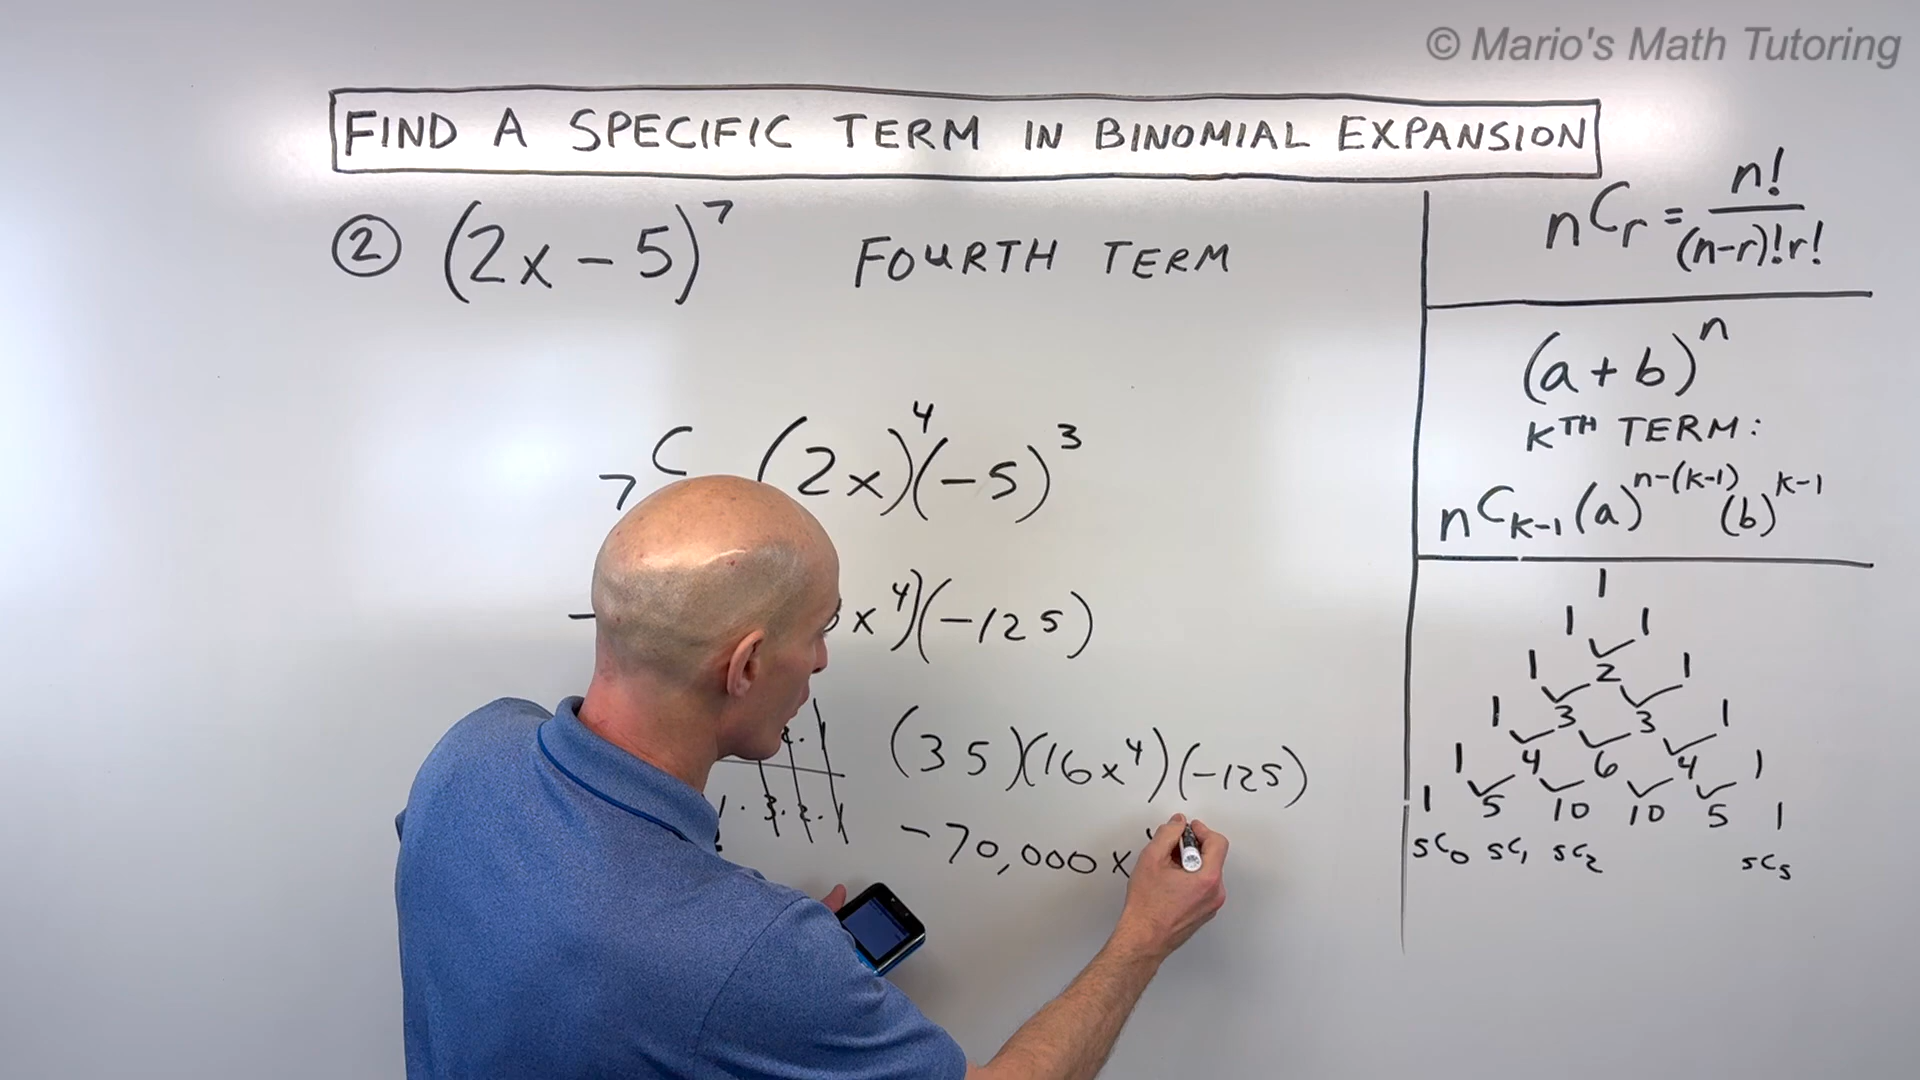 © Mario's Math Tutoring
FIND A SPECIFIC TERM IN BINOMIAL EXPANSION
② (2x - 5)⁷ FOURTH TERM
₇C (2x)⁴(-5)³
x⁴)(-125)
(35)(16x⁴)(-125)
-70,000x
nCr = n!/(n-r)!r!
(a+b)ⁿ
KTH TERM:
nCₖ₋₁(a)ⁿ⁻⁽ᵏ⁻¹⁾(b)ᵏ⁻¹
1
1 1
1 2 1
1 3 3 1
1 4 6 4 1
1 5 10 10 5 1
5C0 5C1 5C2 5C5